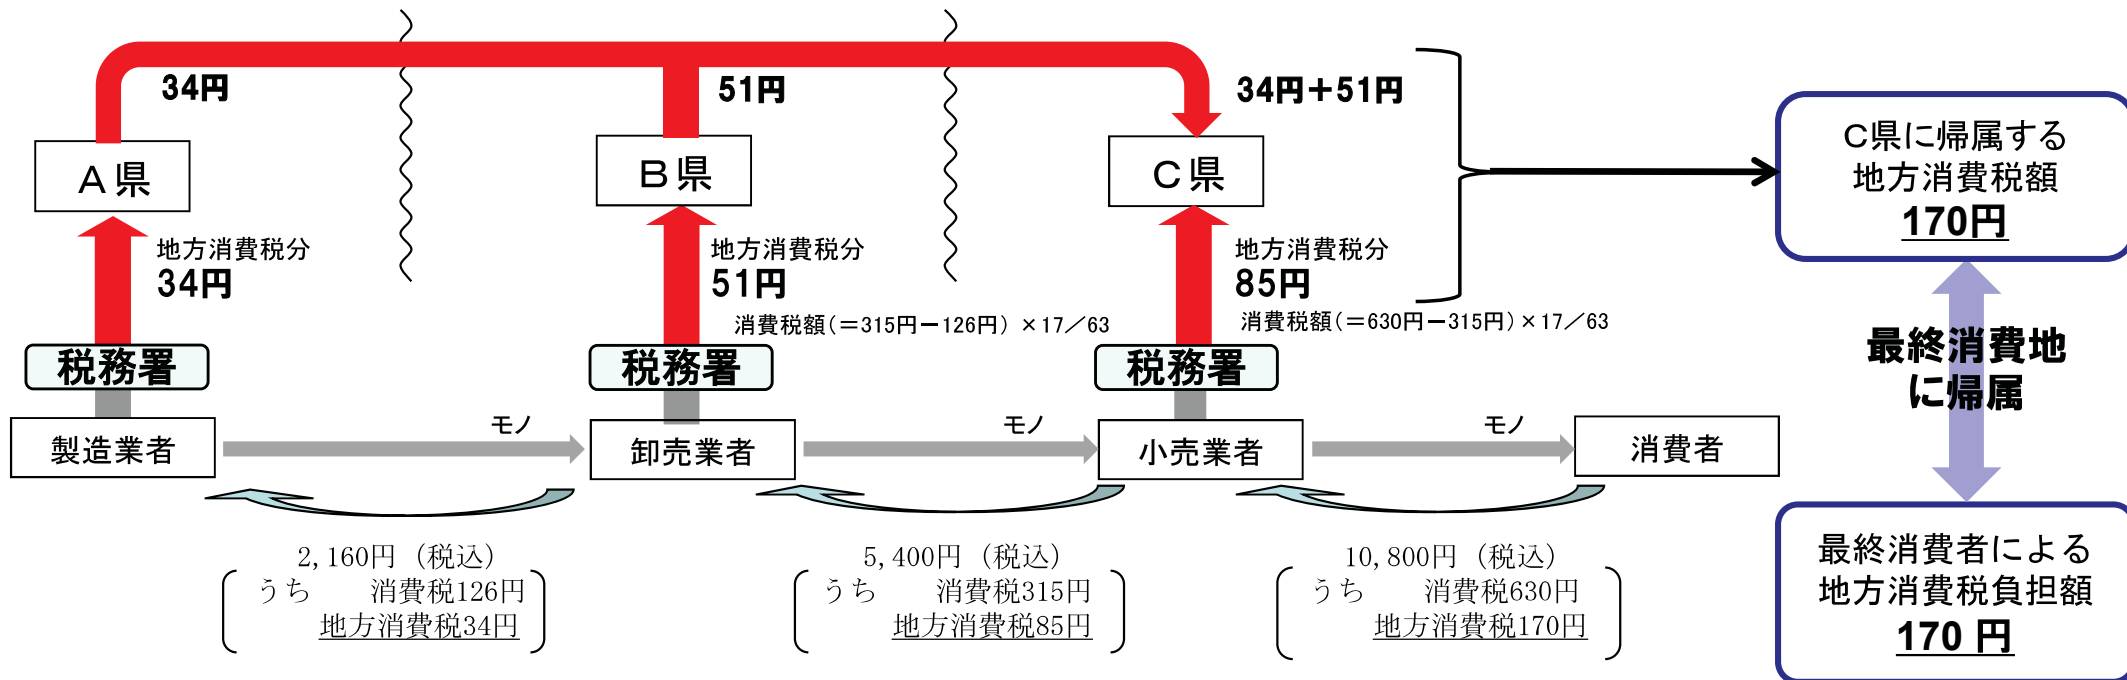 34円
51円
34円＋51円
A県
B県
C県
C県に帰属する
地方消費税額
170円
地方消費税分
34円
地方消費税分
51円
消費税額(＝315円－126円)×17／63
地方消費税分
85円
消費税額(＝630円－315円)×17／63
最終消費地
に帰属
税務署
税務署
税務署
製造業者
モノ
卸売業者
モノ
小売業者
モノ
消費者
2,160円（税込）
うち　消費税126円
地方消費税34円
5,400円（税込）
うち　消費税315円
地方消費税85円
10,800円（税込）
うち　消費税630円
地方消費税170円
最終消費者による
地方消費税負担額
170 円